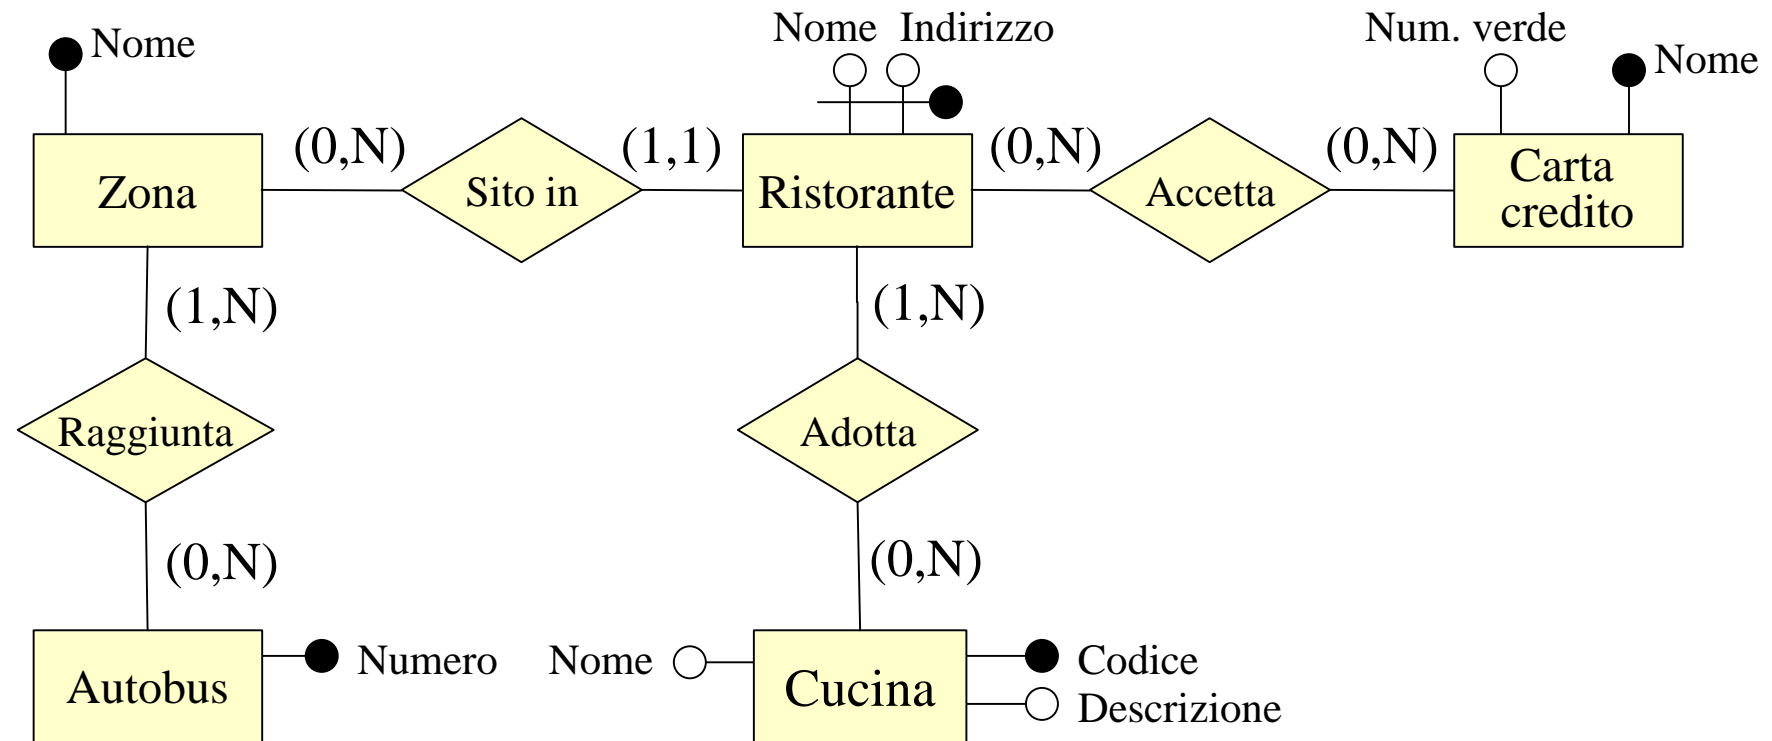 Nome
Nome Indirizzo
Num. verde
Nome
(0,N)
(1,1)
(0,N)
(0,N)
Zona
Sito in
Ristorante
Accetta
Carta
credito
(1,N)
(1,N)
Raggiunta
Adotta
(0,N)
(0,N)
Autobus
Numero
Nome
Cucina
Codice
Descrizione